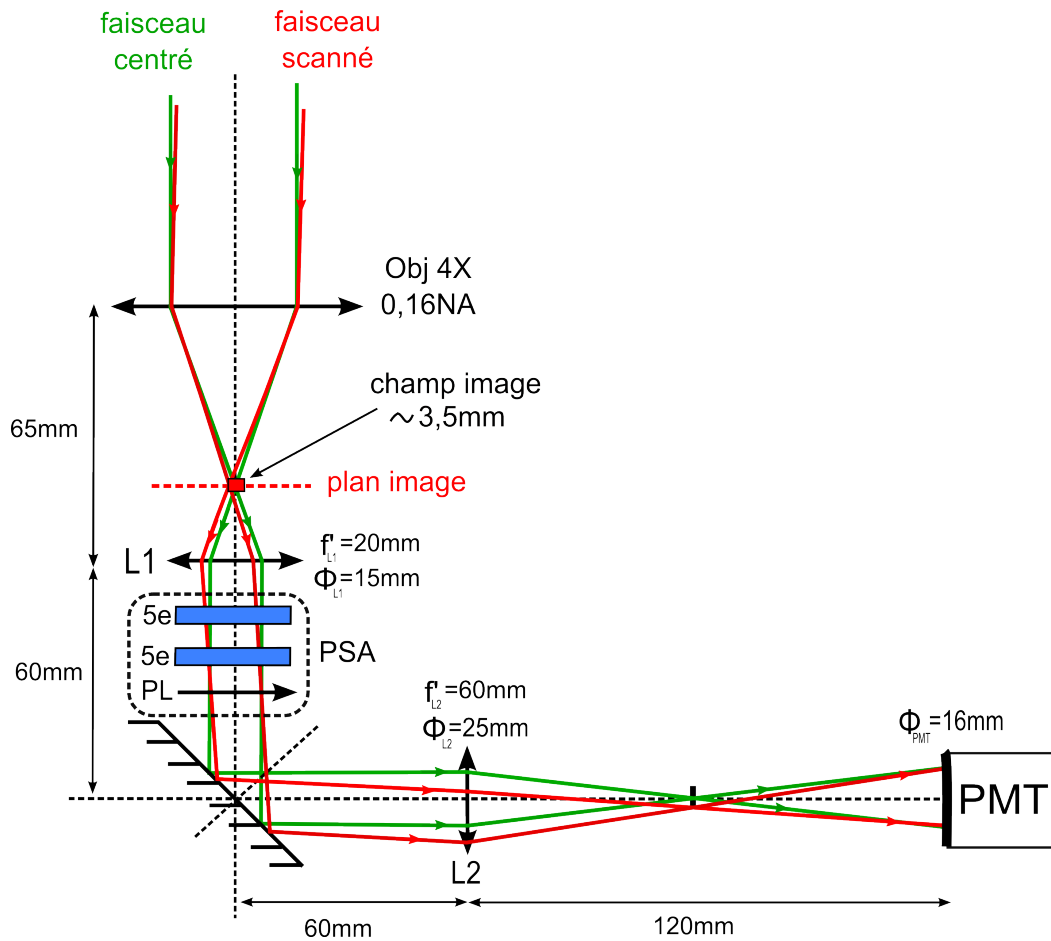 faisceau
centré
faisceau
scanné
Obj 4X
0,16NA
champ image
~3,5mm
65mm
plan image
L1
f'L1=20mm
ΦL1=15mm
5e
5e
PSA
PL
60mm
f'L2=60mm
ΦL2=25mm
ΦPMT=16mm
PMT
L2
60mm
120mm